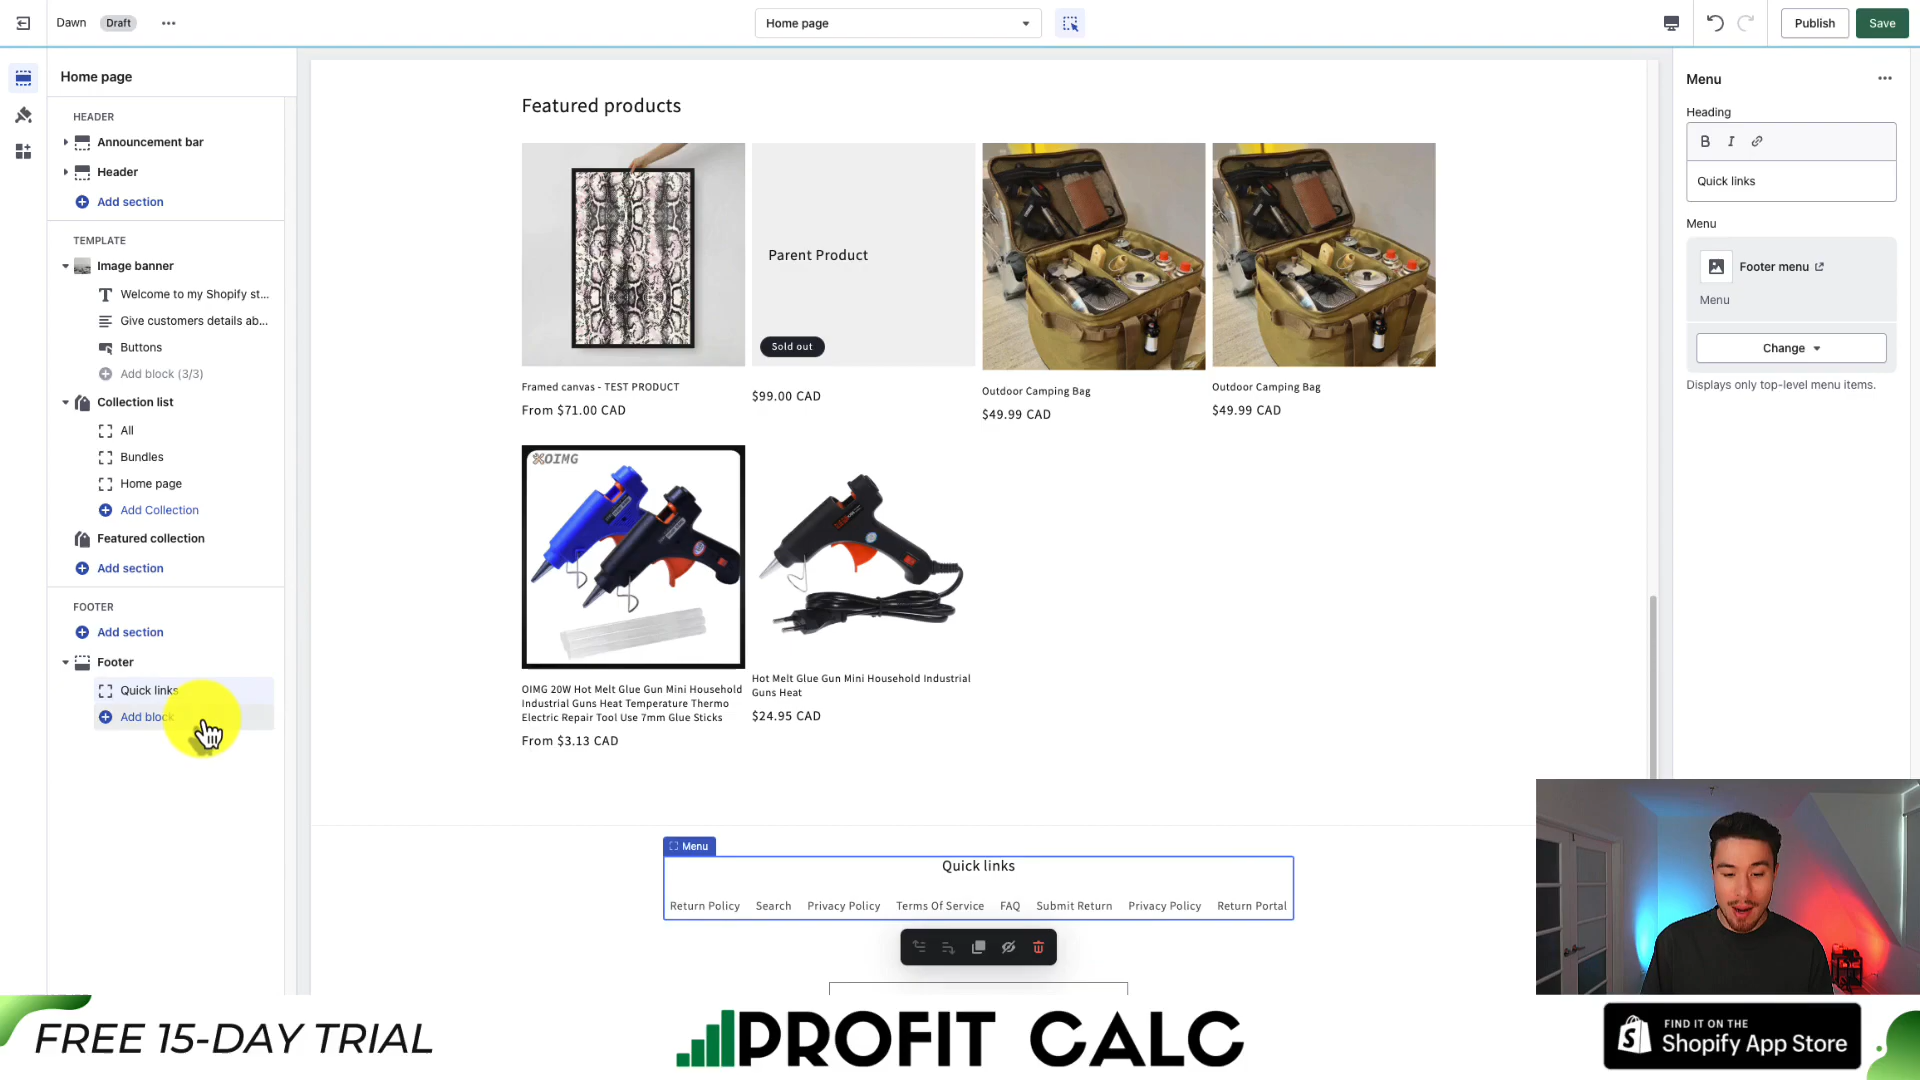 Dawn
Draft
Home page
Publish
Save
Home page
HEADER
Announcement bar
Header
Add section
TEMPLATE
Image banner
Welcome to my Shopify st...
Give customers details ab...
Buttons
Add block (3/3)
Collection list
All
Bundles
Home page
Add Collection
Featured collection
Add section
FOOTER
Add section
Footer
Quick links
Add block
Featured products
Parent Product
Sold out
Framed canvas - TEST PRODUCT
From $71.00 CAD
$99.00 CAD
Outdoor Camping Bag
$49.99 CAD
Outdoor Camping Bag
$49.99 CAD
OIMG
OIMG 20W Hot Melt Glue Gun Mini Household
Industrial Guns Heat Temperature Thermo
Electric Repair Tool Use 7mm Glue Sticks
From $3.13 CAD
Hot Melt Glue Gun Mini Household Industrial
Guns Heat
$24.95 CAD
Menu
Quick links
Return Policy Search Privacy Policy Terms Of Service FAQ Submit Return Privacy Policy Return Portal
Menu
Heading
B I
Quick links
Menu
Footer menu
Menu
Change
Displays only top-level menu items.
FREE 15-DAY TRIAL
PROFIT CALC
FIND IT ON THE
Shopify App Store